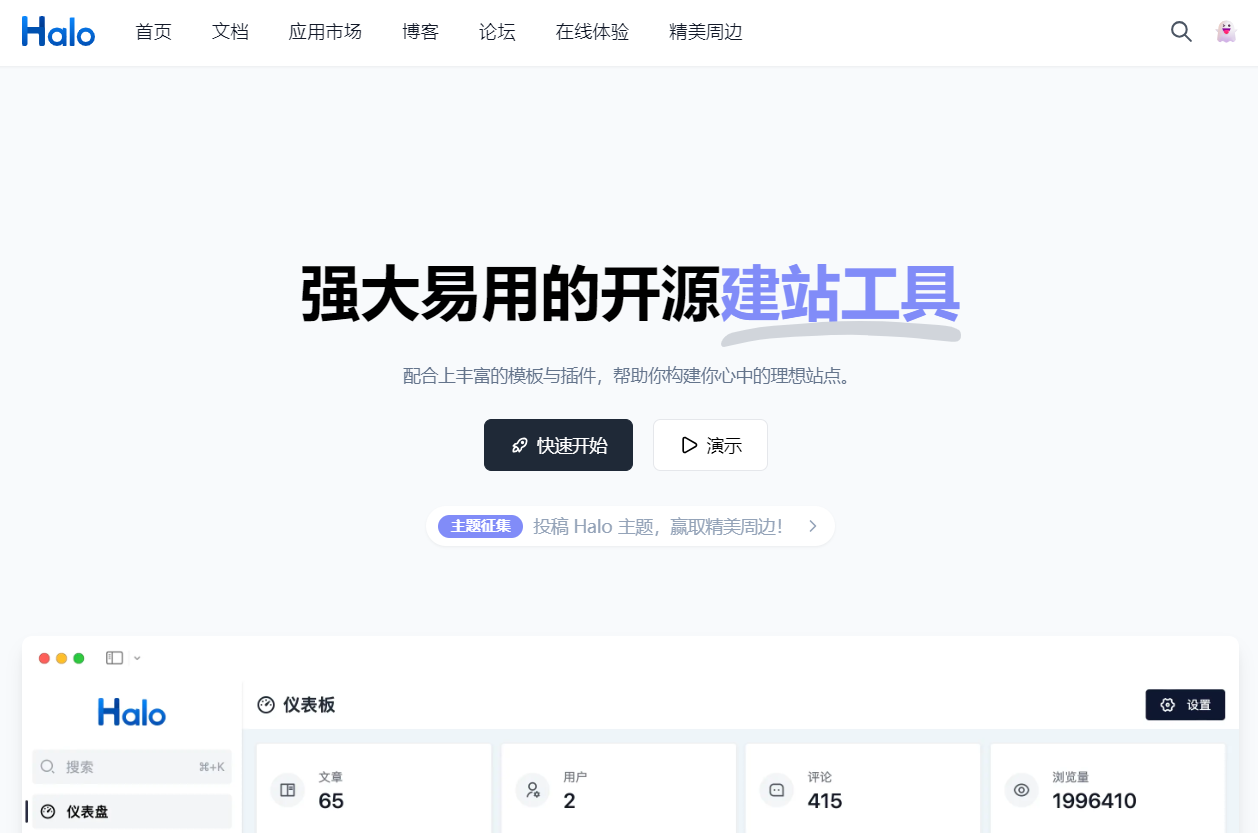 Halo 首页 文档 应用市场 博客 论坛 在线体验 精美周边
强大易用的开源建站工具
配合上丰富的模板与插件，帮助你构建你心中的理想站点。
快速开始 演示
主题征集 投稿 Halo 主题，赢取精美周边！
Halo
仪表板 设置
搜索 ⌘+K
文章 用户 评论 浏览量
65 2 415 1996410
仪表盘